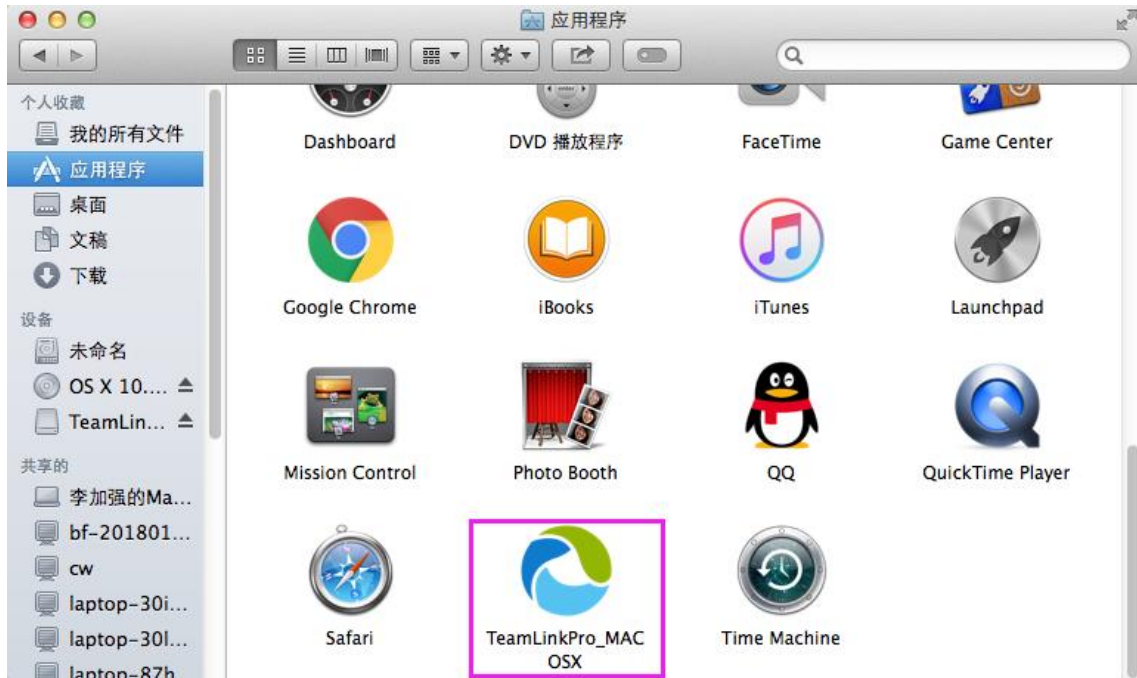 应用程序
个人收藏
我的所有文件
应用程序
桌面
文稿
下载
设备
未命名
OS X 10....
TeamLin...
共享的
李加强的Ma...
bf-201801...
cw
laptop-30i...
laptop-30l...
laptop-87h
Dashboard
DVD 播放程序
FaceTime
Game Center
Google Chrome
iBooks
iTunes
Launchpad
Mission Control
Photo Booth
QQ
QuickTime Player
Safari
TeamLinkPro_MAC
OSX
Time Machine